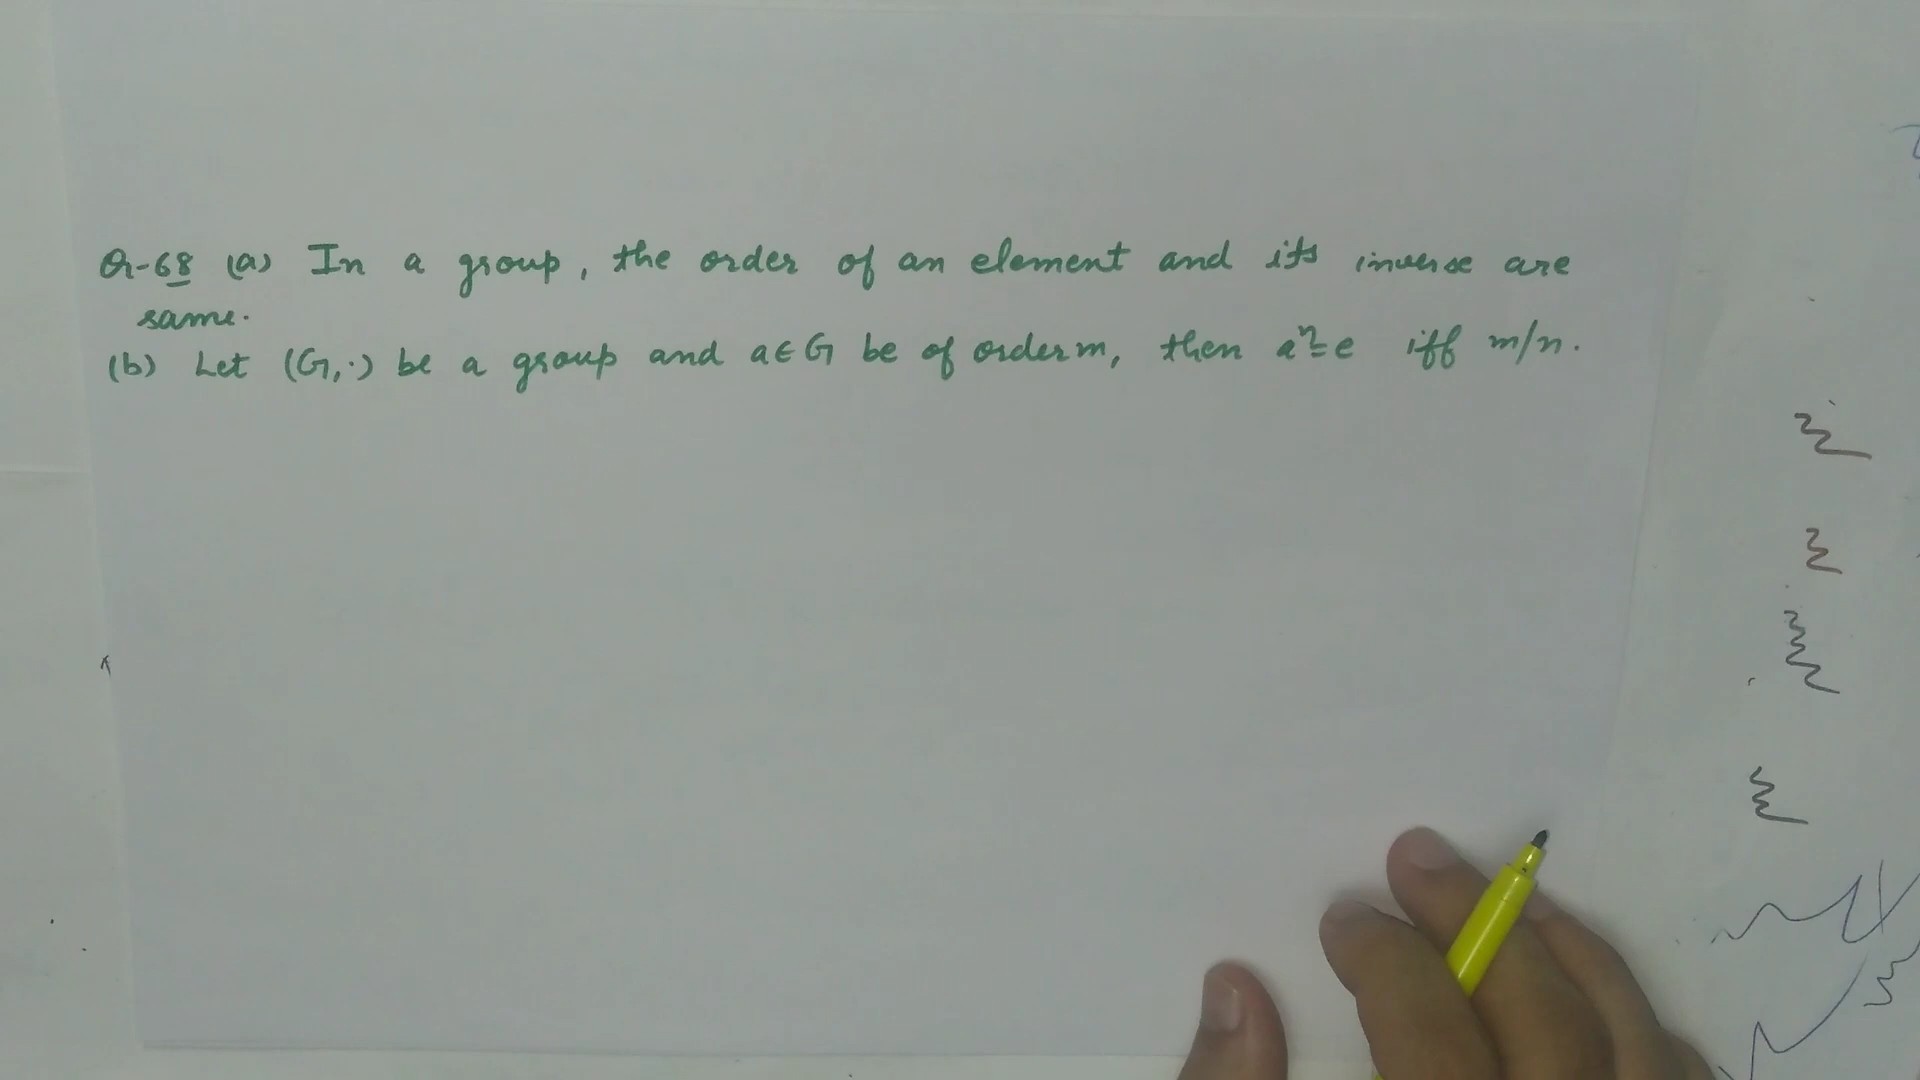 Q-68 (a) In a group, the order of an element and its inverse are
same.
(b) Let (G,·) be a group and a∈G be of order m, then aⁿ=e iff m/n.